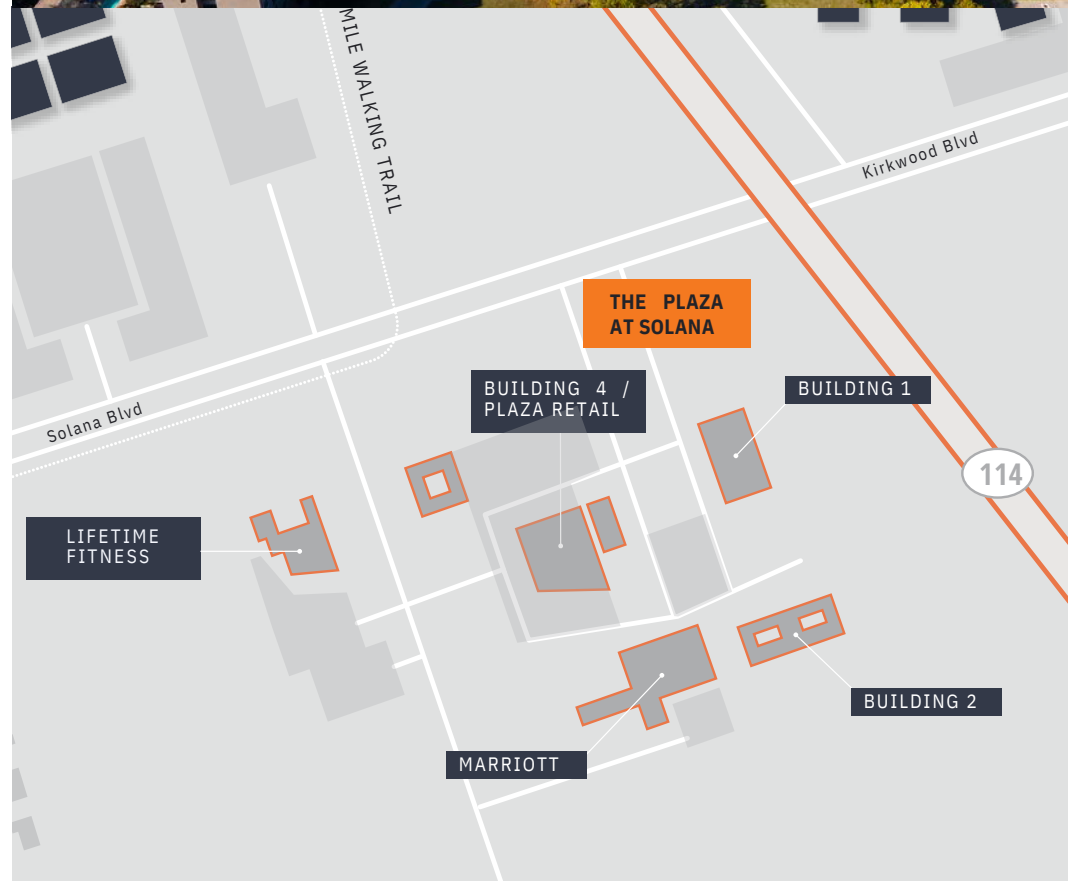 MILE WALKING TRAIL
Kirkwood Blvd
THE PLAZA
AT SOLANA
BUILDING 4 /
PLAZA RETAIL
BUILDING 1
Solana Blvd
114
LIFETIME
FITNESS
BUILDING 2
MARRIOTT